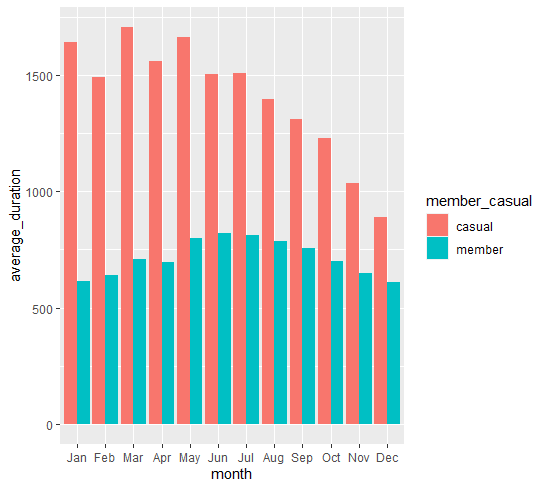 1500
1000
500
0
average_duration
Jan Feb Mar Apr May Jun Jul Aug Sep Oct Nov Dec
month
member_casual
casual
member